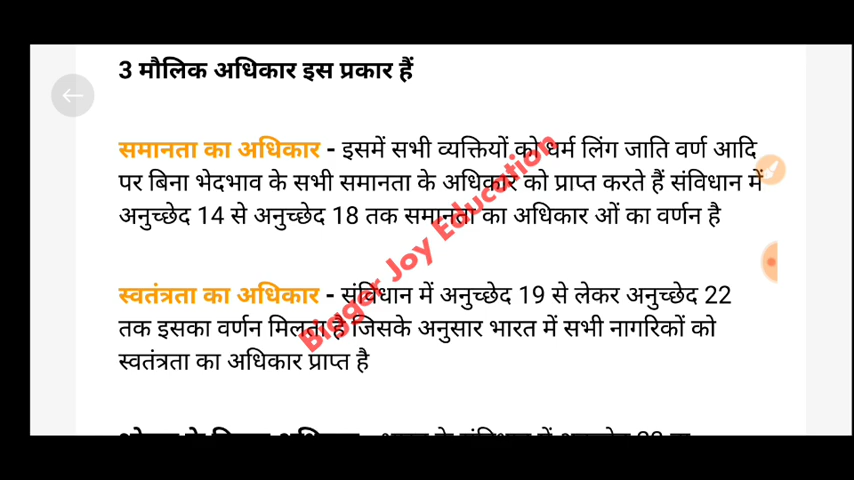 3 मौलिक अधिकार इस प्रकार हैं
समानता का अधिकार - इसमें सभी व्यक्तियों को धर्म लिंग जाति वर्ण आदि
पर बिना भेदभाव के सभी समानता के अधिकार को प्राप्त करते हैं संविधान में
अनुच्छेद 14 से अनुच्छेद 18 तक समानता का अधिकार ओं का वर्णन है
स्वतंत्रता का अधिकार - संविधान में अनुच्छेद 19 से लेकर अनुच्छेद 22
तक इसका वर्णन मिलता है जिसके अनुसार भारत में सभी नागरिकों को
स्वतंत्रता का अधिकार प्राप्त है
Bigger Joy Education